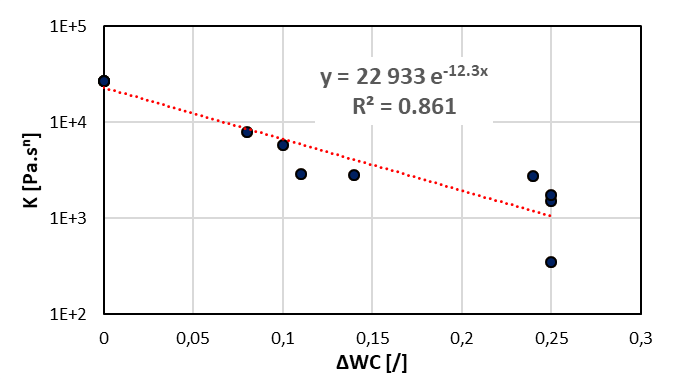 1E+5
y = 22 933 e-12.3x
R² = 0.861
1E+4
K [Pa.sⁿ]
1E+3
1E+2
0 0,05 0,1 0,15 0,2 0,25 0,3
ΔWC [/]